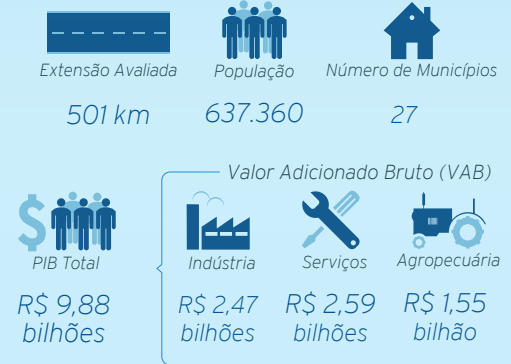 Extensão Avaliada
População
Número de Municípios
501 km
637.360
27
Valor Adicionado Bruto (VAB)
$
PIB Total
Indústria
Serviços
Agropecuária
R$ 9,88
bilhões
R$ 2,47
bilhões
R$ 2,59
bilhões
R$ 1,55
bilhão